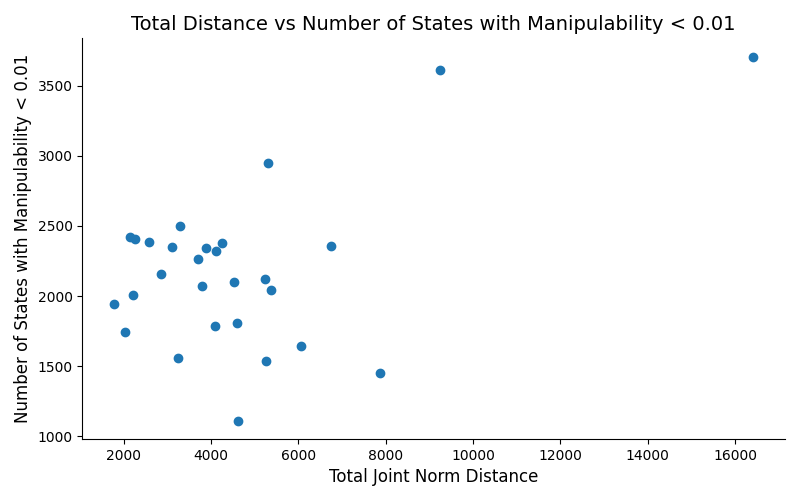 Total Distance vs Number of States with Manipulability < 0.01
Number of States with Manipulability < 0.01
3500
3000
2500
2000
1500
1000
2000 4000 6000 8000 10000 12000 14000 16000
Total Joint Norm Distance